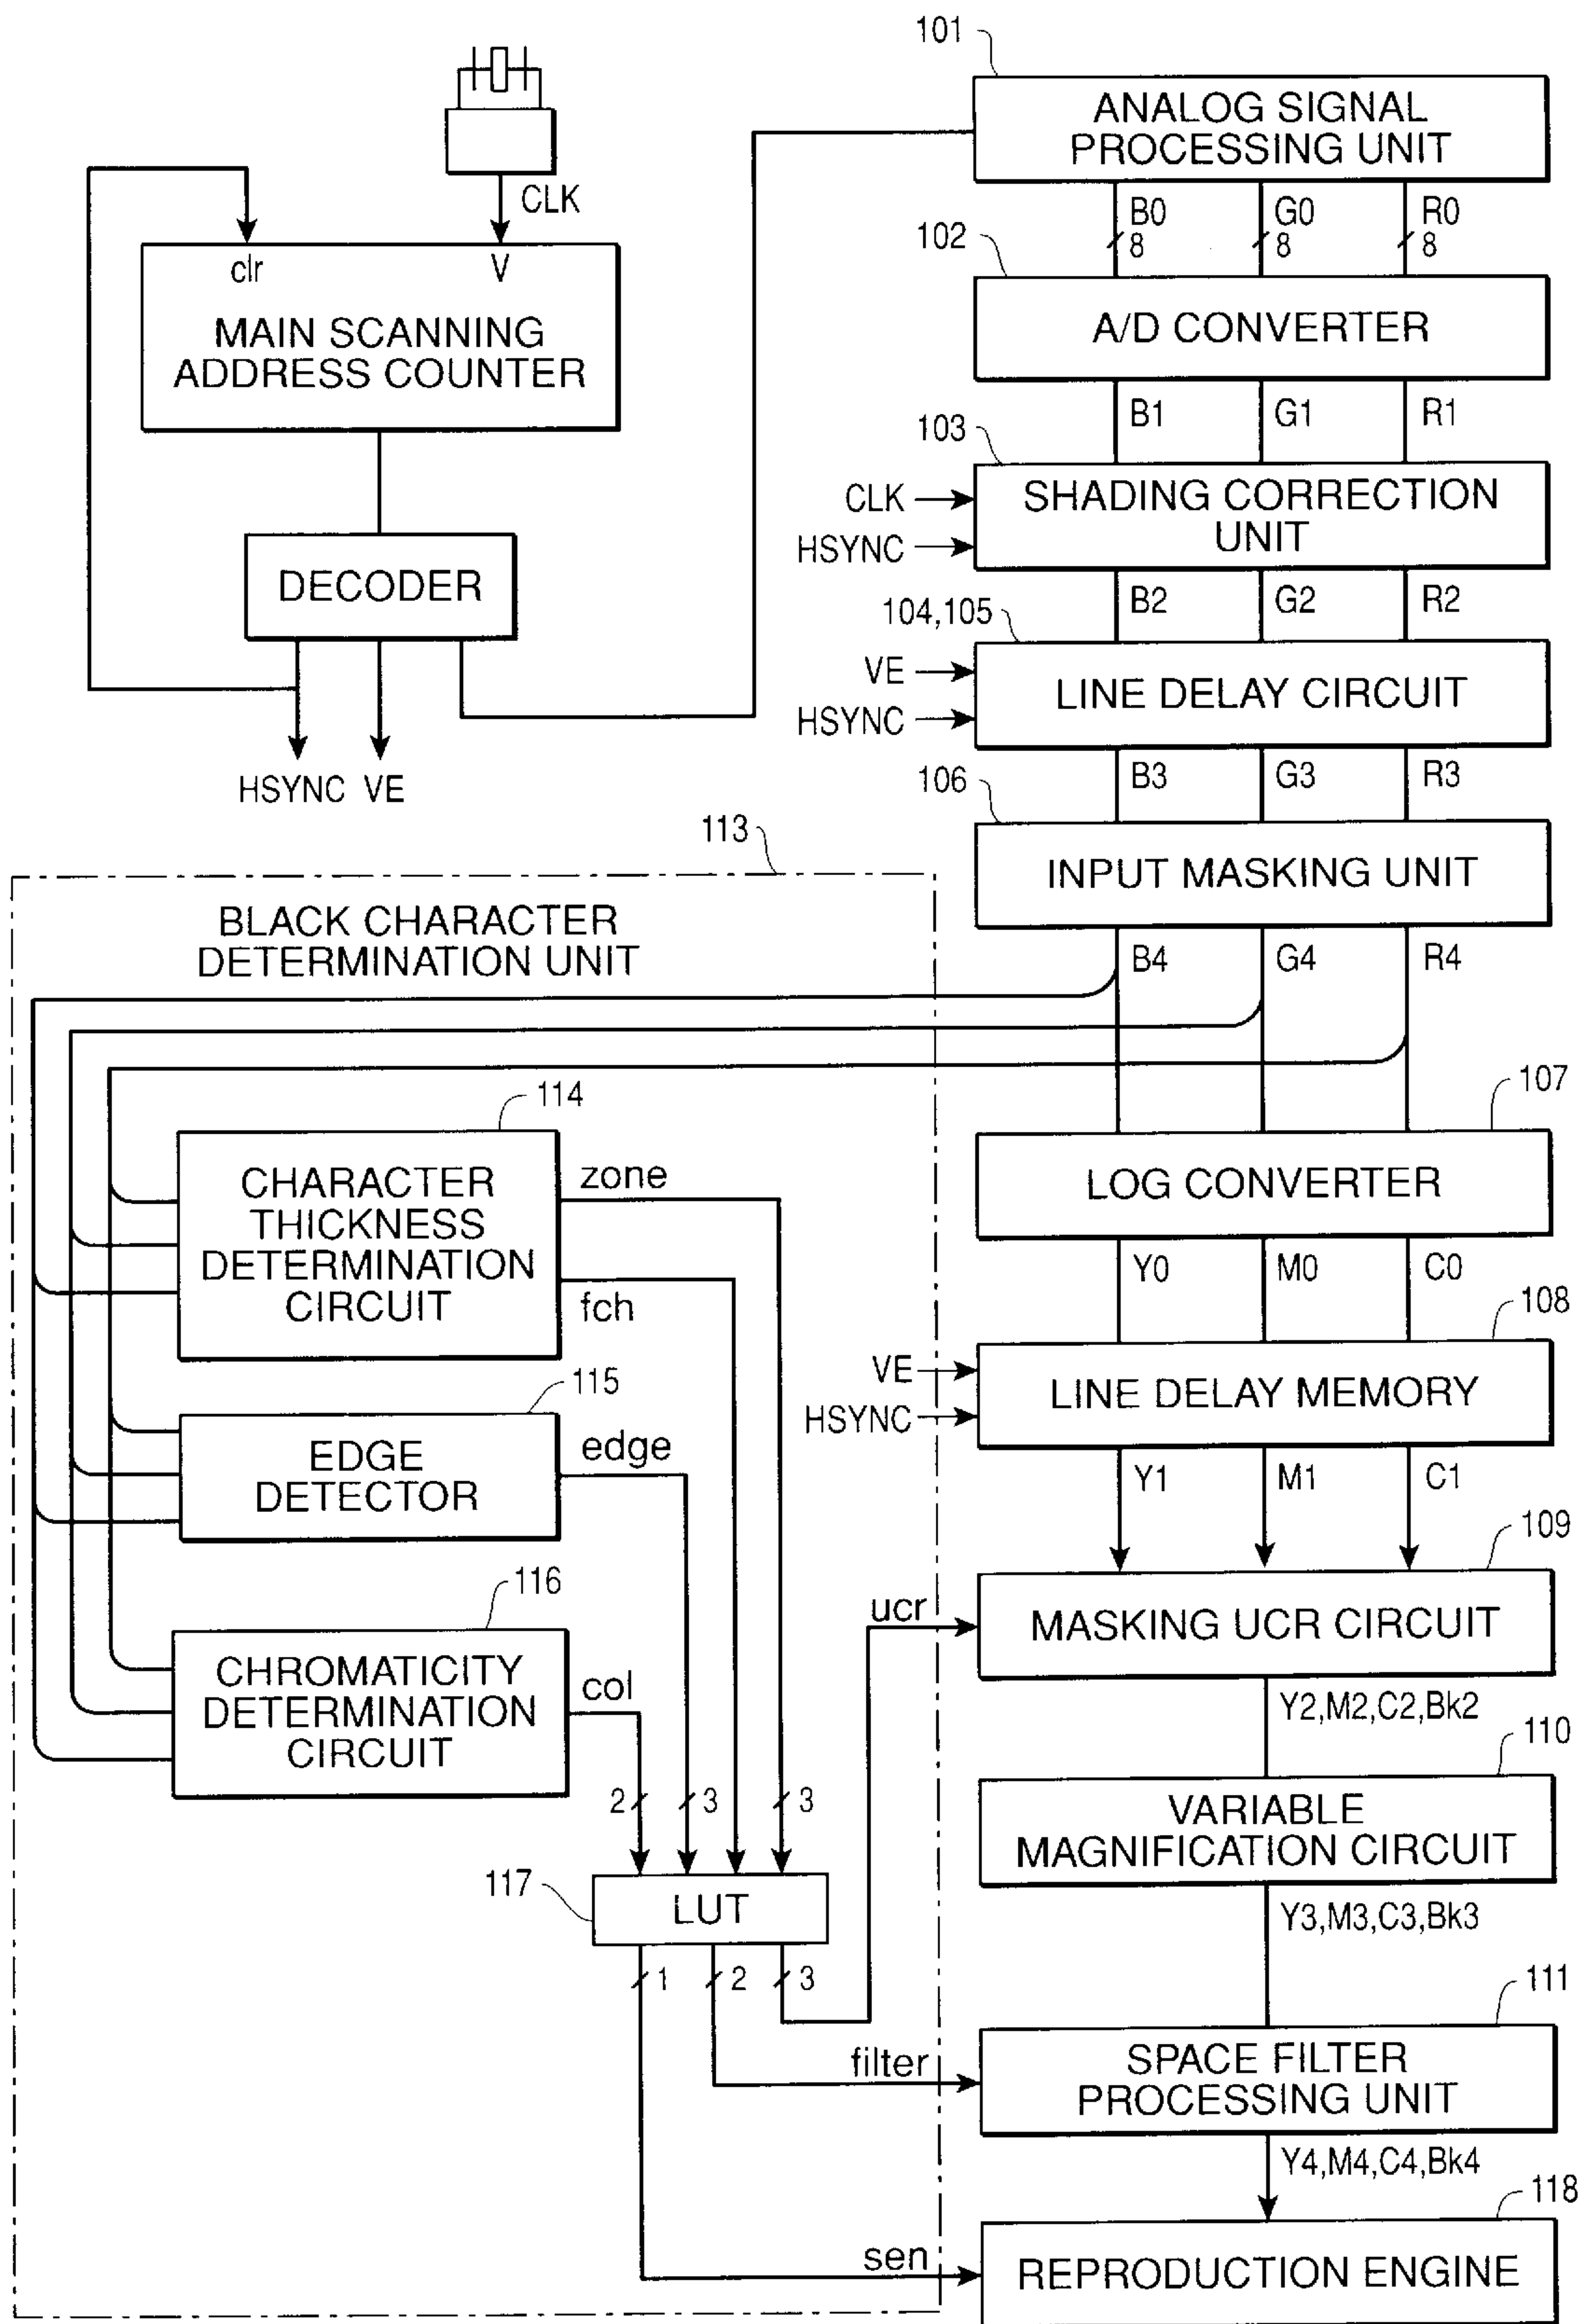 CLK
clr
V
MAIN SCANNING
ADDRESS COUNTER
DECODER
HSYNC
VE
101
ANALOG SIGNAL
PROCESSING UNIT
B0
G0
R0
8
8
8
102
A/D CONVERTER
B1
G1
R1
103
CLK
HSYNC
SHADING CORRECTION
UNIT
B2
G2
R2
104,105
VE
HSYNC
LINE DELAY CIRCUIT
B3
G3
R3
106
INPUT MASKING UNIT
B4
G4
R4
113
BLACK CHARACTER
DETERMINATION UNIT
114
CHARACTER
THICKNESS
DETERMINATION
CIRCUIT
zone
fch
115
EDGE
DETECTOR
edge
116
CHROMATICITY
DETERMINATION
CIRCUIT
col
2
3
3
117
LUT
1
2
3
ucr
filter
sen
107
LOG CONVERTER
Y0
M0
C0
108
VE
HSYNC
LINE DELAY MEMORY
Y1
M1
C1
109
MASKING UCR CIRCUIT
Y2,M2,C2,Bk2
110
VARIABLE
MAGNIFICATION CIRCUIT
Y3,M3,C3,Bk3
111
SPACE FILTER
PROCESSING UNIT
Y4,M4,C4,Bk4
118
REPRODUCTION ENGINE